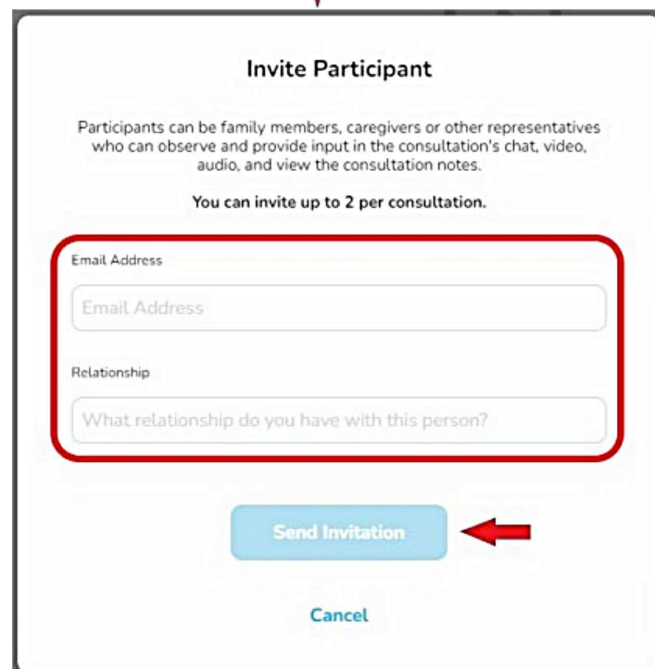 Invite Participant
Participants can be family members, caregivers or other representatives
who can observe and provide input in the consultation's chat, video,
audio, and view the consultation notes.
You can invite up to 2 per consultation.
Email Address
Email Address
Relationship
What relationship do you have with this person?
Send Invitation
Cancel